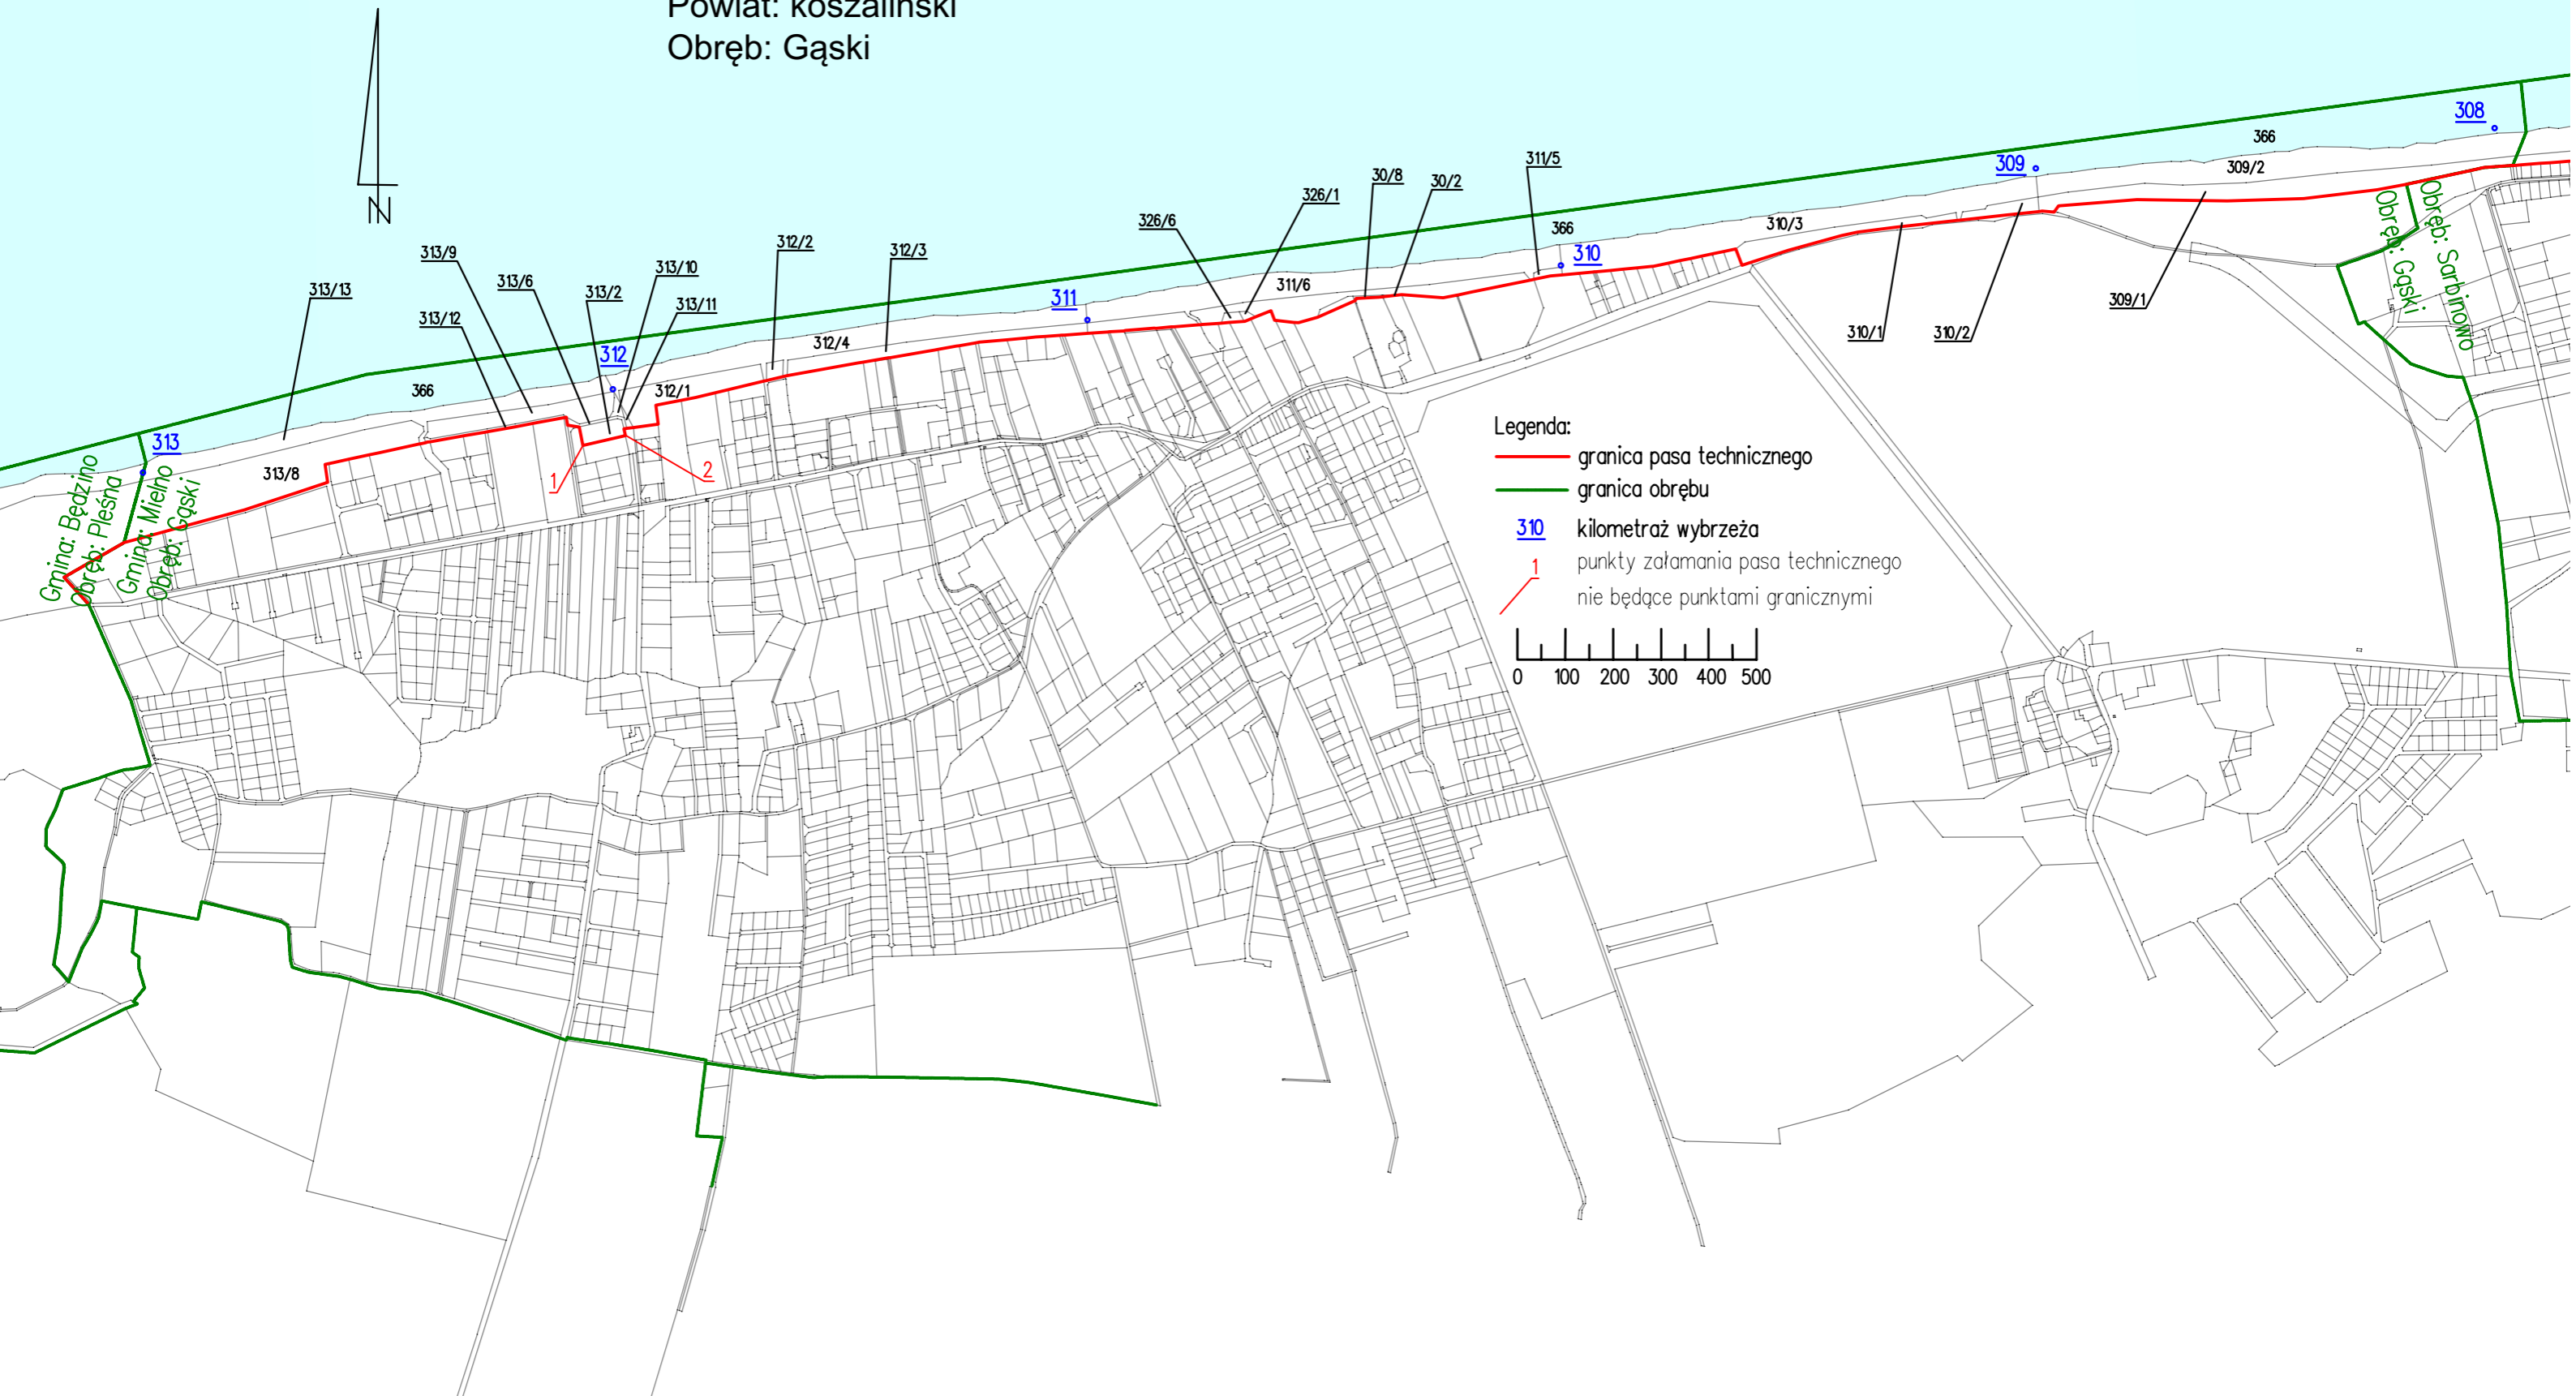 Powiat: koszaliński
Obręb: Gąski
308
366
309
309/2
311/5
30/8
30/2
326/1
326/6
366
310/3
310
312/2
312/3
313/9
313/10
313/6
313/2
313/13
313/11
313/12
311
311/6
312/4
310/1
310/2
309/1
Obręb: Gąski
Obręb: Sarbinowo
312
366
312/1
313
313/8
1
2
Gmina: Będzino
Obręb: Pleśna
Gmina: Mielno
Obręb: Gąski
Legenda:
granica pasa technicznego
granica obrębu
310 kilometraż wybrzeża
1 punkty załamania pasa technicznego
nie będące punktami granicznymi
0 100 200 300 400 500
N